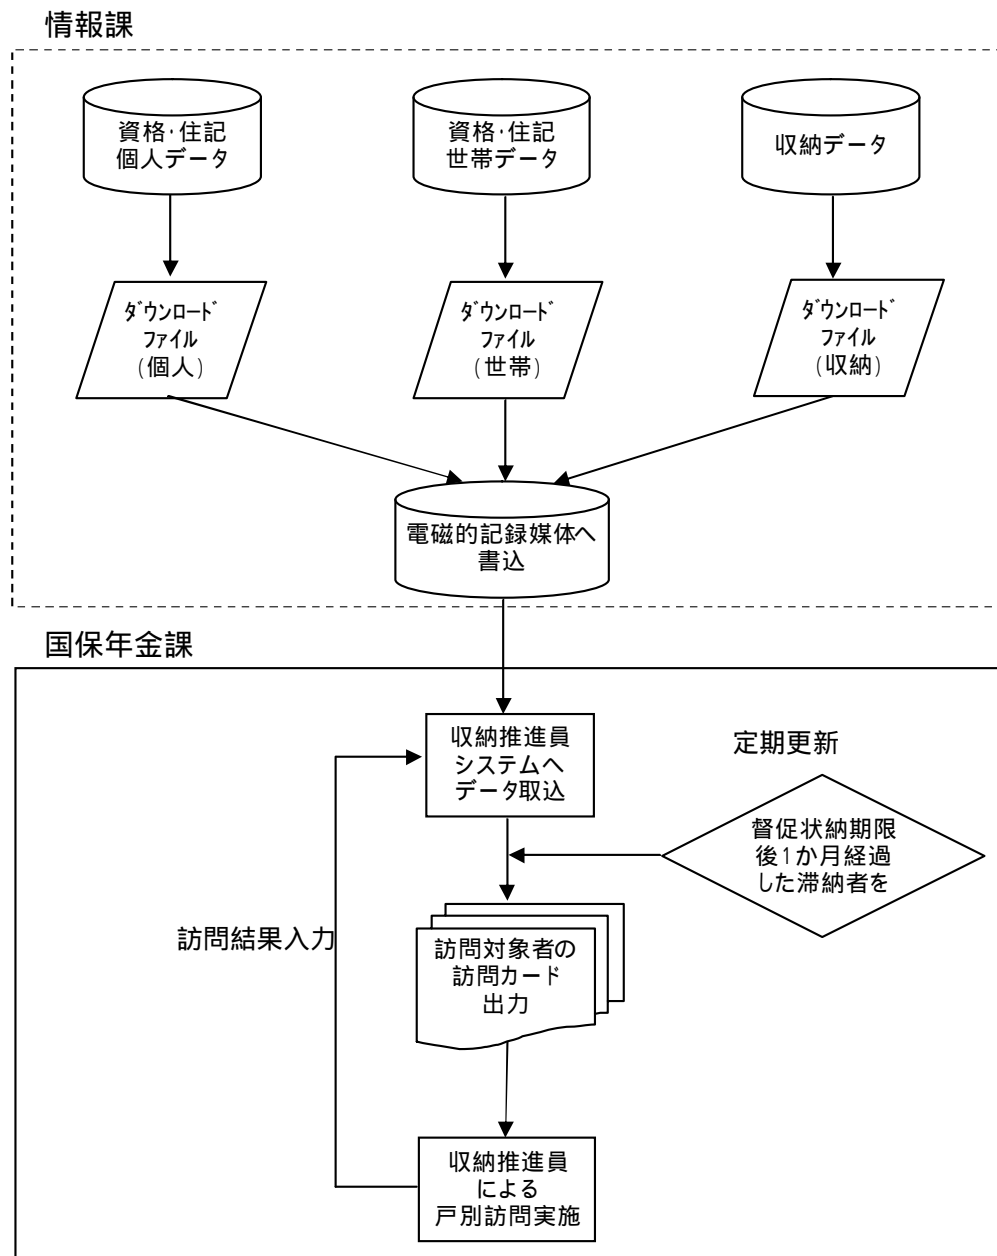 情報課
資格・住記
個人データ
資格・住記
世帯データ
収納データ
ﾀﾞｳﾝﾛｰﾄﾞ
ﾌｧｲﾙ
(個人)
ﾀﾞｳﾝﾛｰﾄﾞ
ﾌｧｲﾙ
(世帯)
ﾀﾞｳﾝﾛｰﾄﾞ
ﾌｧｲﾙ
(収納)
電磁的記録媒体へ
書込
国保年金課
収納推進員
システムへ
データ取込
定期更新
督促状納期限
後1か月経過
した滞納者を
訪問結果入力
訪問対象者の
訪問カード
出力
収納推進員
による
戸別訪問実施